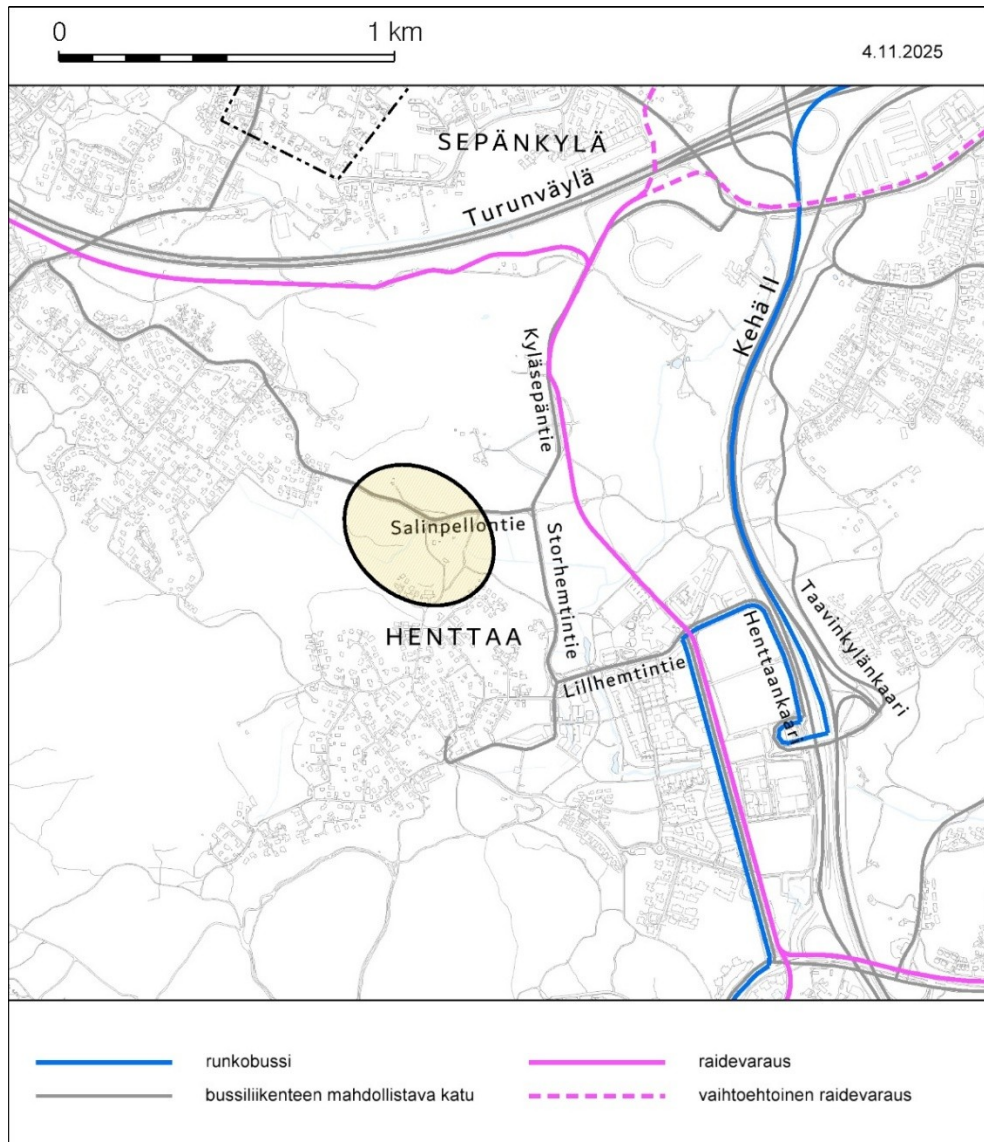 0 1 km
4.11.2025
SEPÄNKYLÄ
Turunväylä
Kehä II
Kyläsepäntie
Salinpellontie
Storhemtintie
HENTTAA
Lillhemtintie
Henttaankaari
Taavinkylänkaari
runkobussi
raidevaraus
bussiliikenteen mahdollistava katu
vaihtoehtoinen raidevaraus